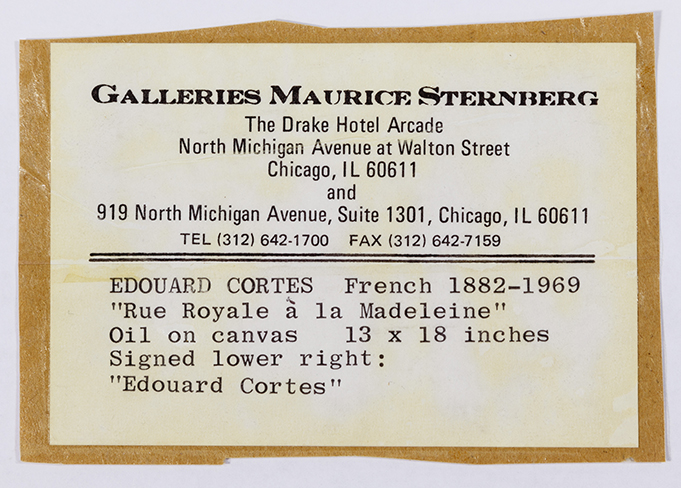 GALLERIES MAURICE STERNBERG
The Drake Hotel Arcade
North Michigan Avenue at Walton Street
Chicago, IL 60611
and
919 North Michigan Avenue, Suite 1301, Chicago, IL 60611
TEL (312) 642-1700 FAX (312) 642-7159
EDOUARD CORTES French 1882-1969
"Rue Royale à la Madeleine"
Oil on canvas 13 x 18 inches
Signed lower right:
"Edouard Cortes"